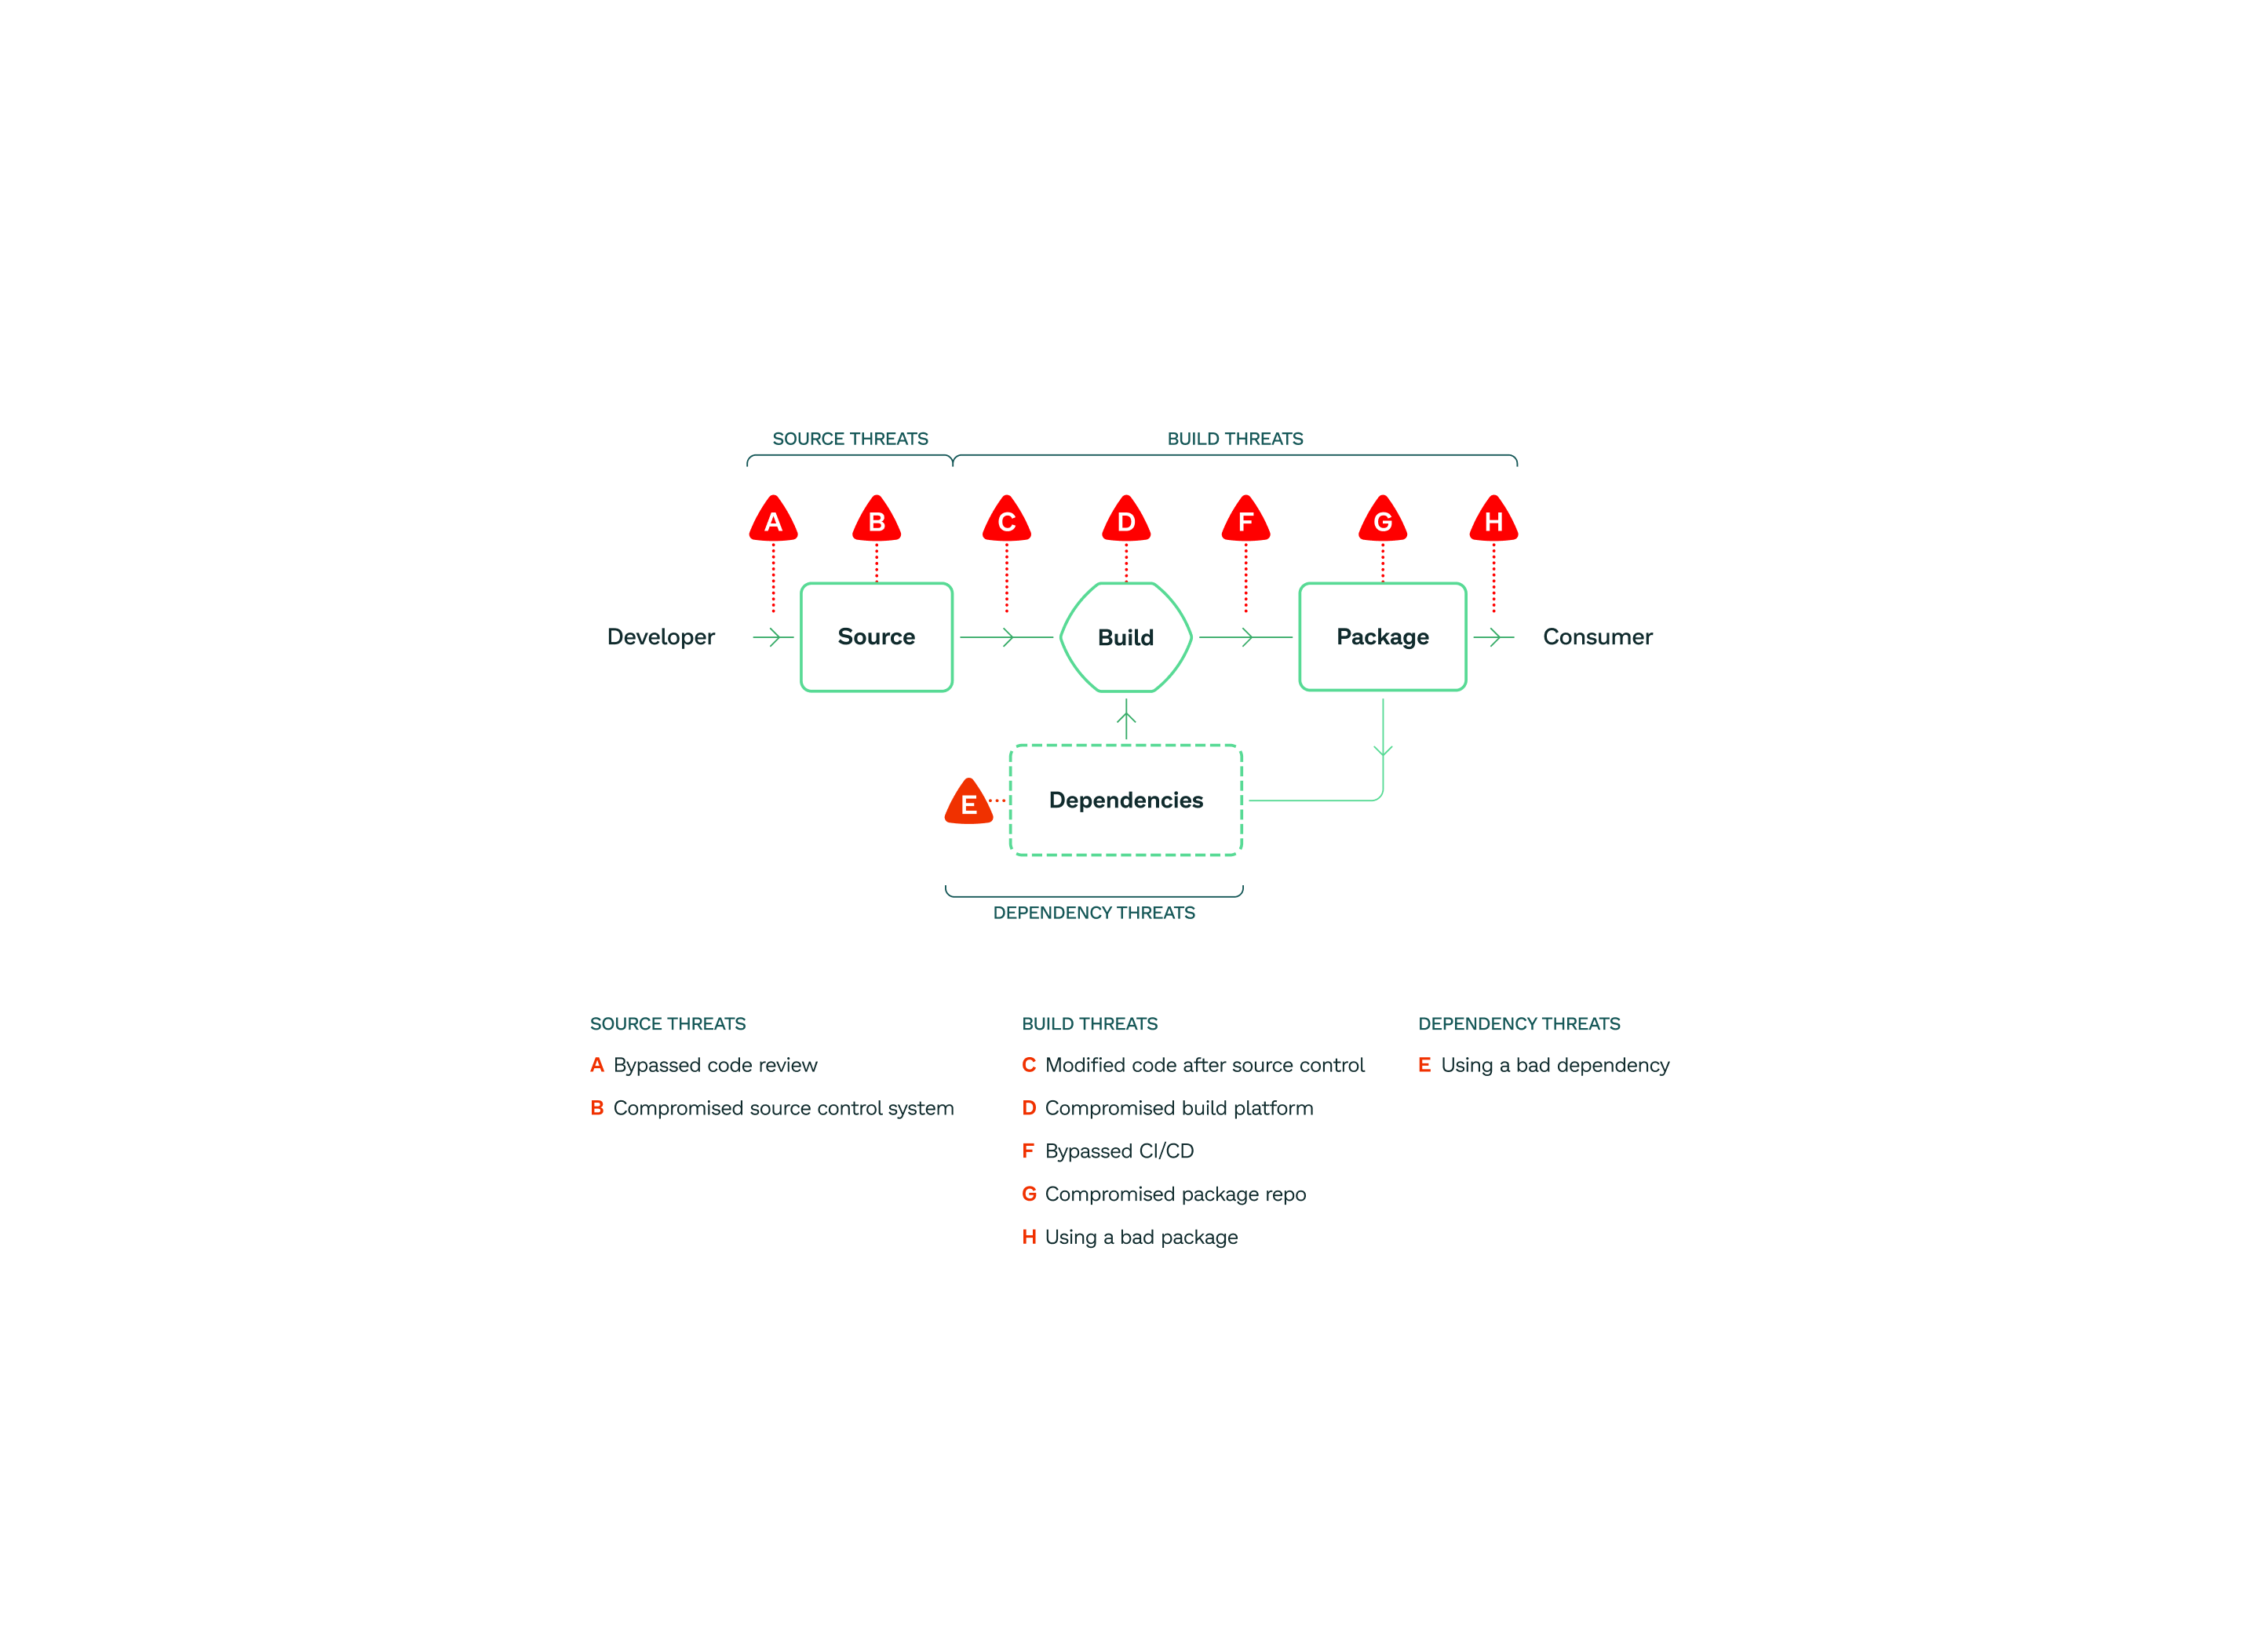 SOURCE THREATS
BUILD THREATS
A
B
C
D
F
G
H
Developer
Source
Build
Package
Consumer
E
Dependencies
DEPENDENCY THREATS
SOURCE THREATS
A Bypassed code review
B Compromised source control system
BUILD THREATS
C Modified code after source control
D Compromised build platform
F Bypassed CI/CD
G Compromised package repo
H Using a bad package
DEPENDENCY THREATS
E Using a bad dependency